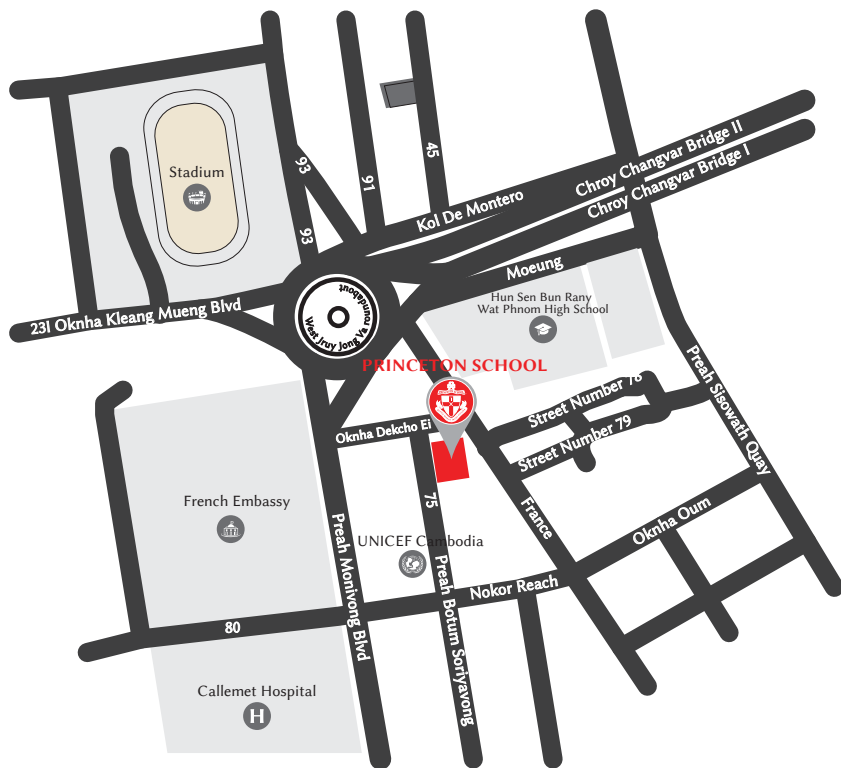 Stadium
93
91
45
93
Kol De Montero
Chroy Changvar Bridge II
Chroy Changvar Bridge I
Moeung
23I Oknha Kleang Mueng Blvd
West Jruy Jong Va roundabout
Hun Sen Bun Rany
Wat Phnom High School
PRINCETON SCHOOL
Preah Sisowath Quay
Street Number 78
Oknha Dekcho Ei
Street Number 79
French Embassy
75
France
Oknha Oum
UNICEF Cambodia
Preah Monivong Blvd
Preah Botum Soriyavong
Nokor Reach
80
Callemet Hospital
H